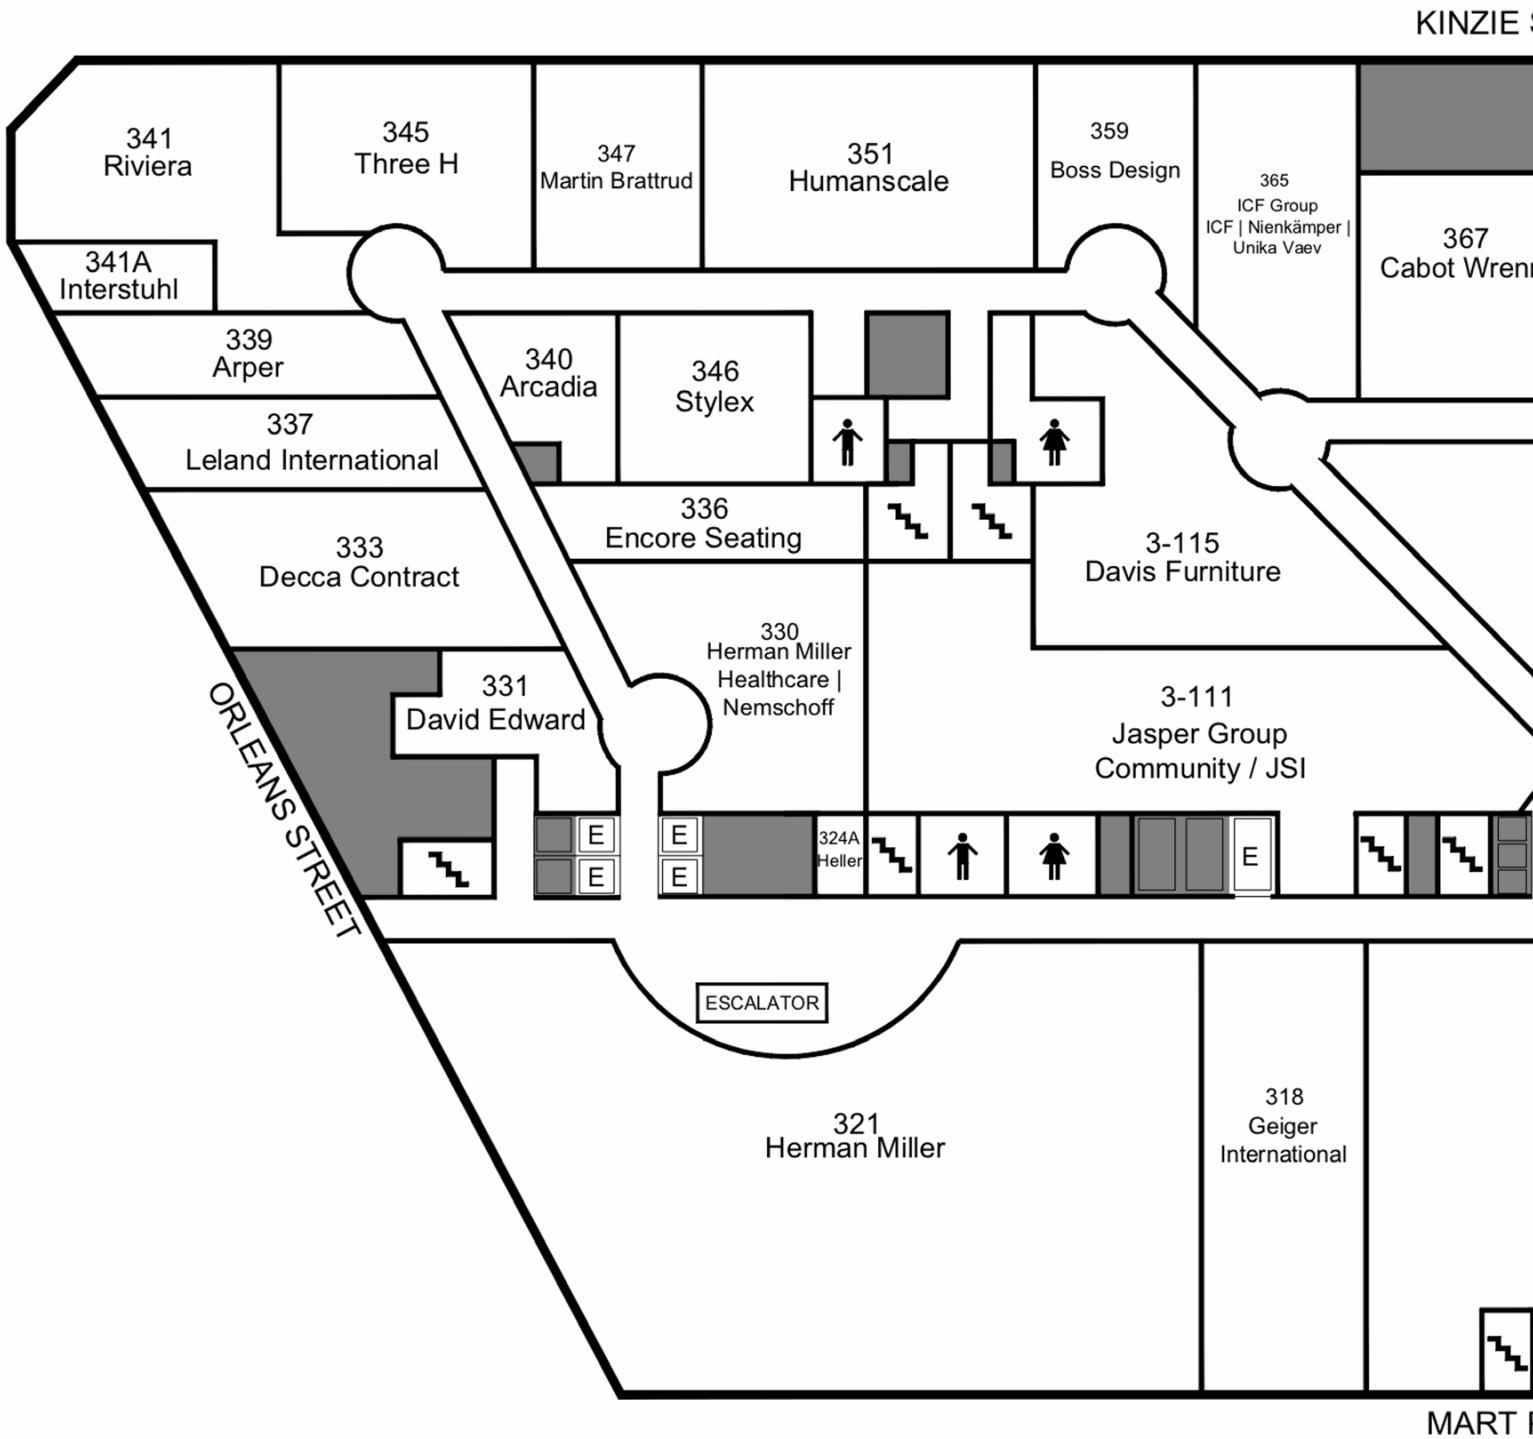 KINZIE
341
Riviera
345
Three H
347
Martin Brattrud
351
Humanscale
359
Boss Design
365
ICF Group
ICF | Nienkämper |
Unika Vaev
367
Cabot Wrenn
341A
Interstuhl
339
Arper
340
Arcadia
346
Stylex
337
Leland International
336
Encore Seating
333
Decca Contract
3-115
Davis Furniture
330
Herman Miller
Healthcare |
Nemschoff
331
David Edward
3-111
Jasper Group
Community / JSI
ORLEANS STREET
E
E
E
E
324A
Heller
E
ESCALATOR
321
Herman Miller
318
Geiger
International
MART